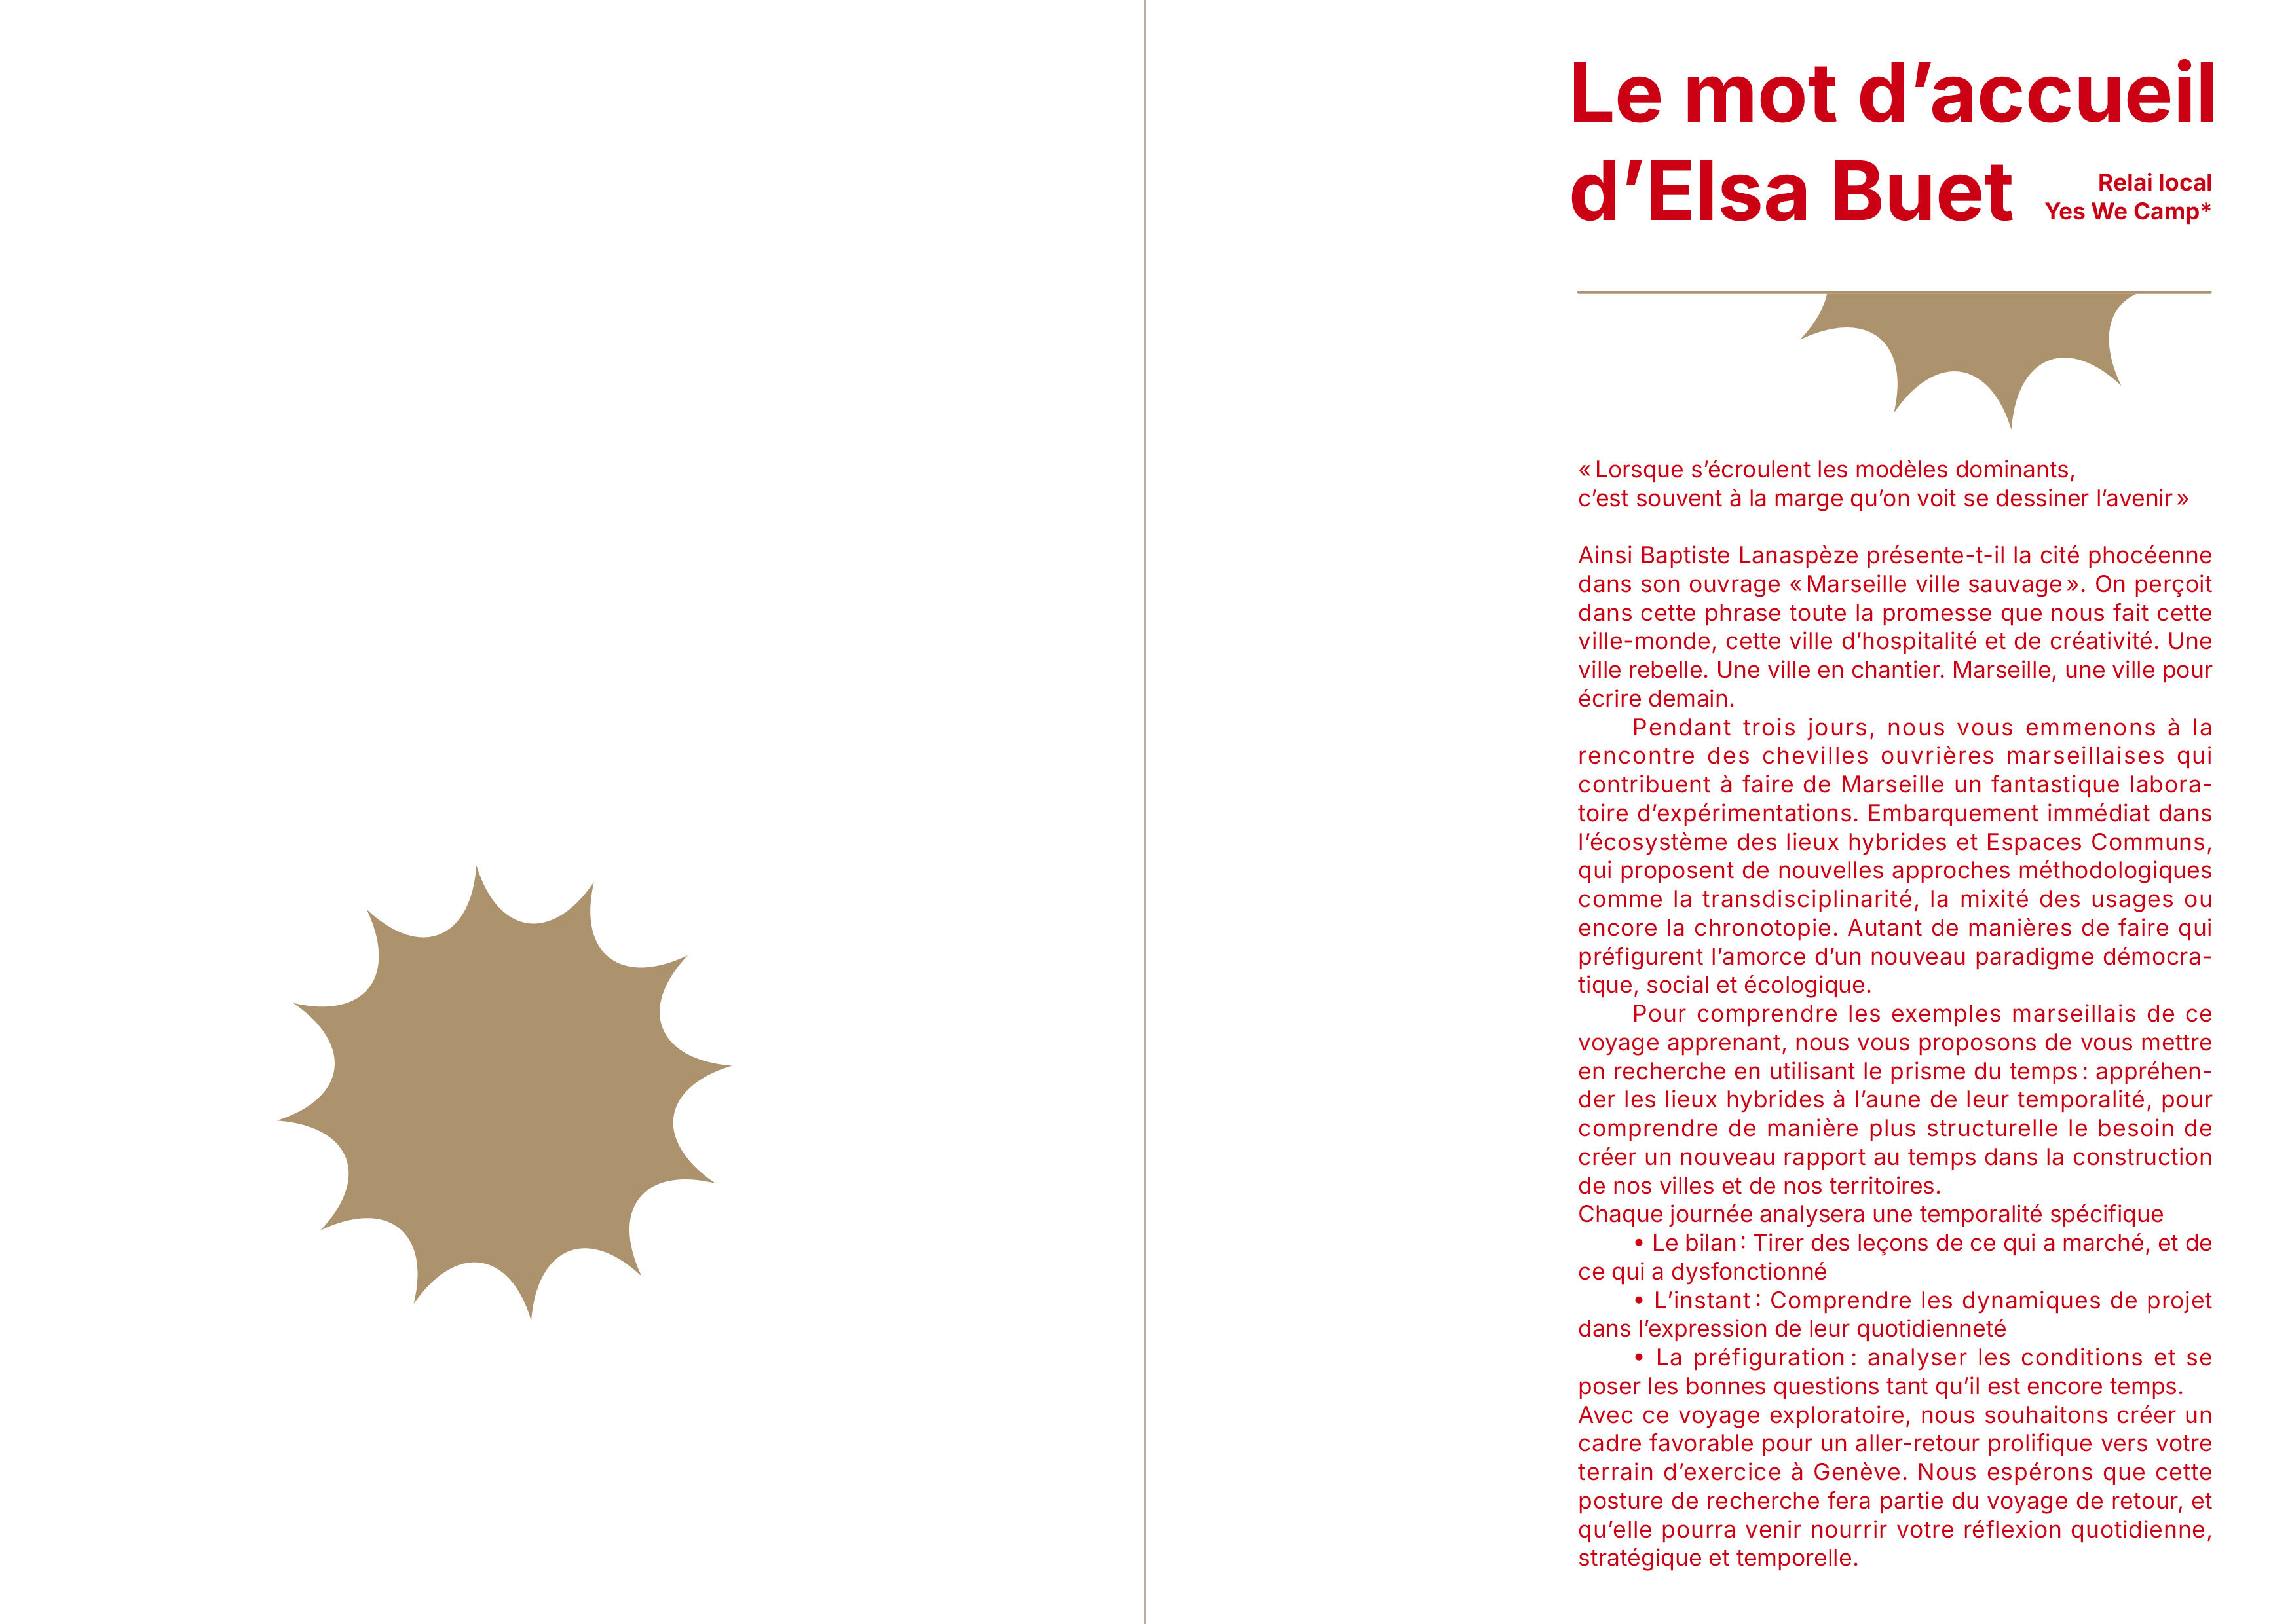 Le mot d’accueil
d’Elsa Buet
Relai local
Yes We Camp*
« Lorsque s’écroulent les modèles dominants,
c’est souvent à la marge qu’on voit se dessiner l’avenir »
Ainsi Baptiste Lanaspèze présente-t-il la cité phocéenne
dans son ouvrage « Marseille ville sauvage ». On perçoit
dans cette phrase toute la promesse que nous fait cette
ville-monde, cette ville d’hospitalité et de créativité. Une
ville rebelle. Une ville en chantier. Marseille, une ville pour
écrire demain.
Pendant trois jours, nous vous emmenons à la
rencontre des chevilles ouvrières marseillaises qui
contribuent à faire de Marseille un fantastique labora-
toire d’expérimentations. Embarquement immédiat dans
l’écosystème des lieux hybrides et Espaces Communs,
qui proposent de nouvelles approches méthodologiques
comme la transdisciplinarité, la mixité des usages ou
encore la chronotopie. Autant de manières de faire qui
préfigurent l’amorce d’un nouveau paradigme démocra-
tique, social et écologique.
Pour comprendre les exemples marseillais de ce
voyage apprenant, nous vous proposons de vous mettre
en recherche en utilisant le prisme du temps : appréhen-
der les lieux hybrides à l’aune de leur temporalité, pour
comprendre de manière plus structurelle le besoin de
créer un nouveau rapport au temps dans la construction
de nos villes et de nos territoires.
Chaque journée analysera une temporalité spécifique
• Le bilan : Tirer des leçons de ce qui a marché, et de
ce qui a dysfonctionné
• L’instant : Comprendre les dynamiques de projet
dans l’expression de leur quotidienneté
• La préfiguration : analyser les conditions et se
poser les bonnes questions tant qu’il est encore temps.
Avec ce voyage exploratoire, nous souhaitons créer un
cadre favorable pour un aller-retour prolifique vers votre
terrain d’exercice à Genève. Nous espérons que cette
posture de recherche fera partie du voyage de retour, et
qu’elle pourra venir nourrir votre réflexion quotidienne,
stratégique et temporelle.